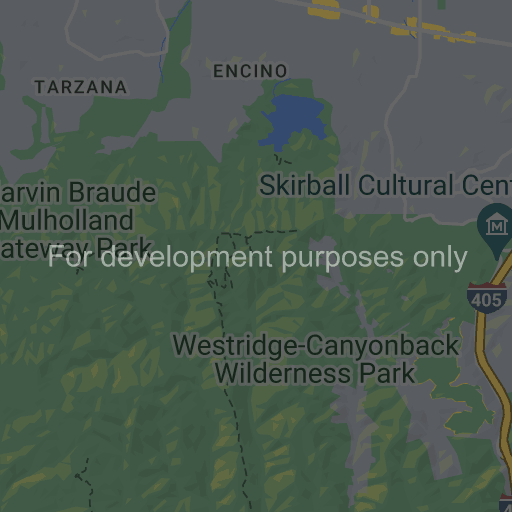 ENCINO
TARZANA
Skirball Cultural Cent
arvin Braude
Mulholland
ateway Park
For development purposes only
405
Westridge-Canyonback
Wilderness Park